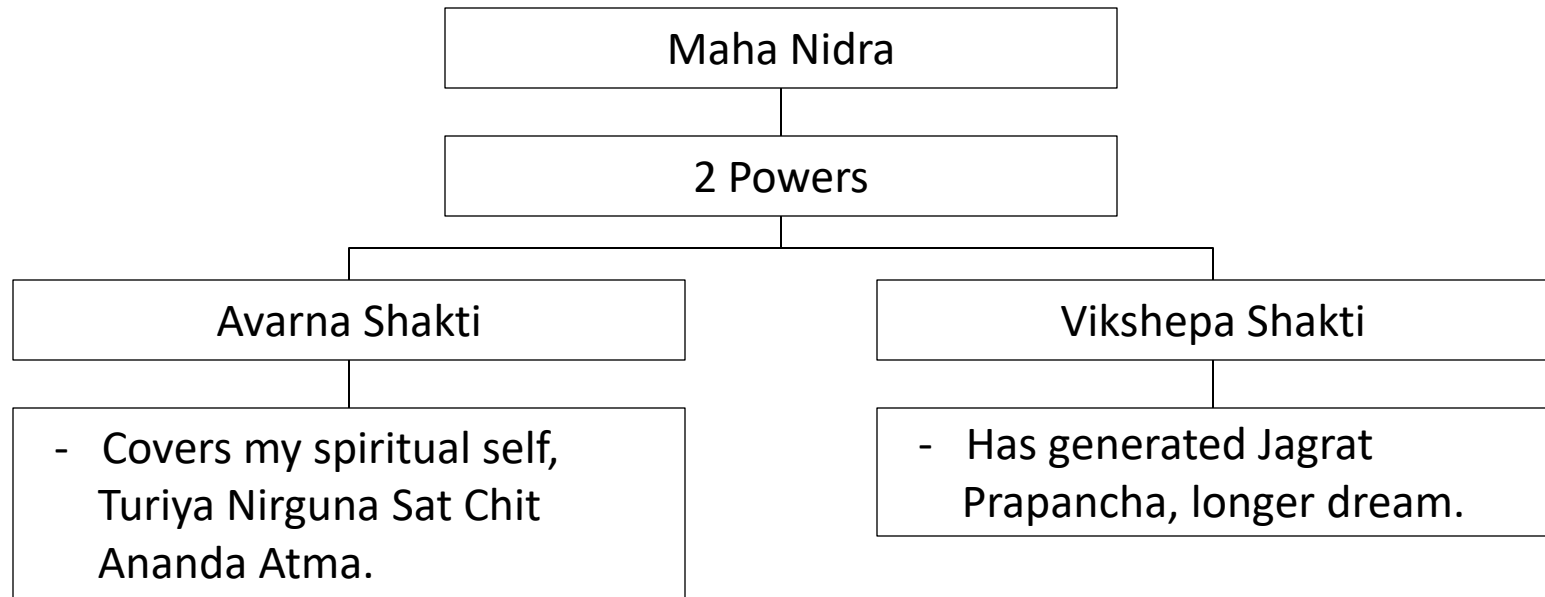 Maha Nidra
2 Powers
Avarna Shakti
Vikshepa Shakti
- Covers my spiritual self,
Turiya Nirguna Sat Chit
Ananda Atma.
- Has generated Jagrat
Prapancha, longer dream.